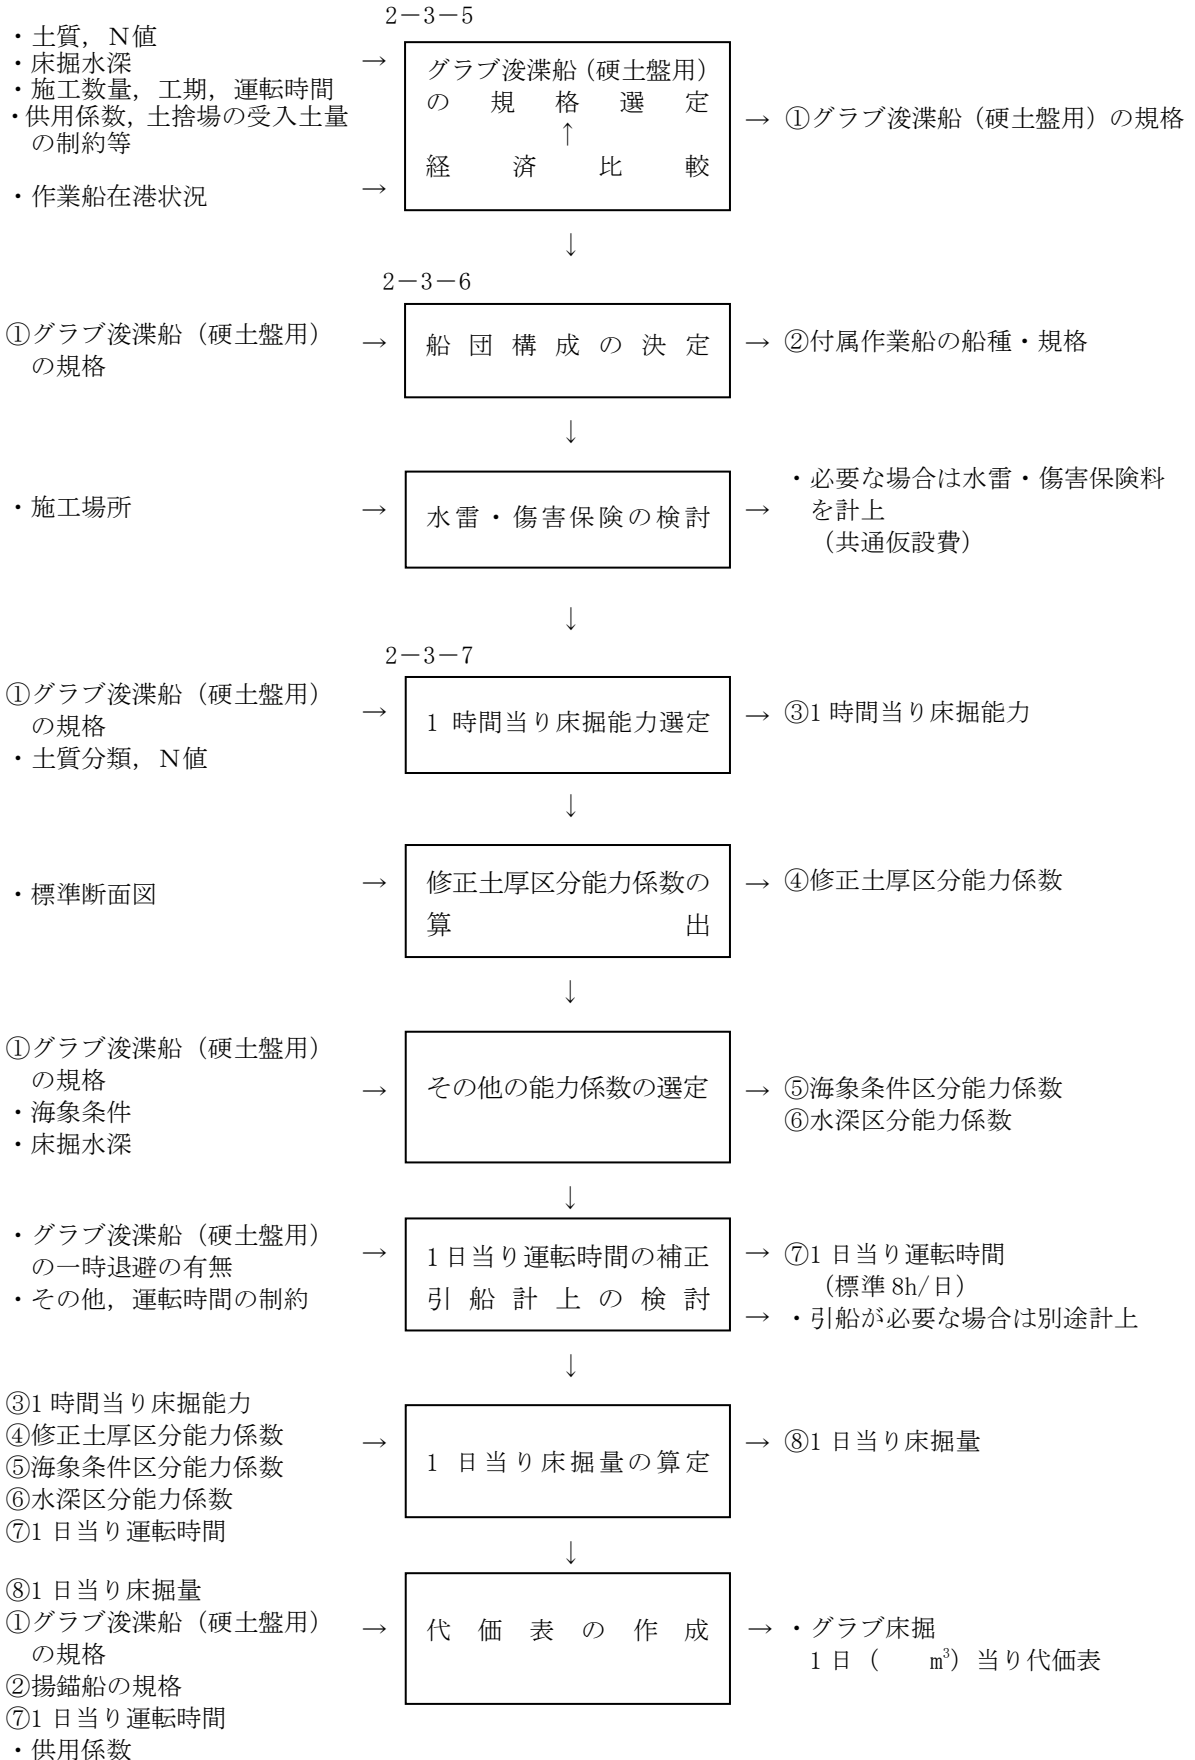 2－3－5
・土質，Ｎ値
・床掘水深
・施工数量，工期，運転時間
・供用係数，土捨場の受入土量
の制約等
・作業船在港状況
→
→
グラブ浚渫船（硬土盤用）
の規格選定
↑
経済比較
→ ①グラブ浚渫船（硬土盤用）の規格
↓
2－3－6
①グラブ浚渫船（硬土盤用）
の規格
→
船団構成の決定
→ ②付属作業船の船種・規格
↓
・施工場所
→
水雷・傷害保険の検討
→
・必要な場合は水雷・傷害保険料
を計上
（共通仮設費）
↓
2－3－7
①グラブ浚渫船（硬土盤用）
の規格
・土質分類，Ｎ値
→
1 時間当り床掘能力選定
→ ③1 時間当り床掘能力
↓
・標準断面図
→
修正土厚区分能力係数の
算出
→ ④修正土厚区分能力係数
↓
①グラブ浚渫船（硬土盤用）
の規格
・海象条件
・床掘水深
→
その他の能力係数の選定
→ ⑤海象条件区分能力係数
⑥水深区分能力係数
↓
・グラブ浚渫船（硬土盤用）
の一時退避の有無
・その他，運転時間の制約
→
1日当り運転時間の補正
引船計上の検討
→ ⑦1 日当り運転時間
（標準 8h/日）
→ ・引船が必要な場合は別途計上
↓
③1 時間当り床掘能力
④修正土厚区分能力係数
⑤海象条件区分能力係数
⑥水深区分能力係数
⑦1 日当り運転時間
→
1 日当り床掘量の算定
→ ⑧1 日当り床掘量
↓
⑧1 日当り床掘量
①グラブ浚渫船（硬土盤用）
の規格
②揚錨船の規格
⑦1 日当り運転時間
・供用係数
→
代価表の作成
→ ・グラブ床掘
1 日（　　m³）当り代価表